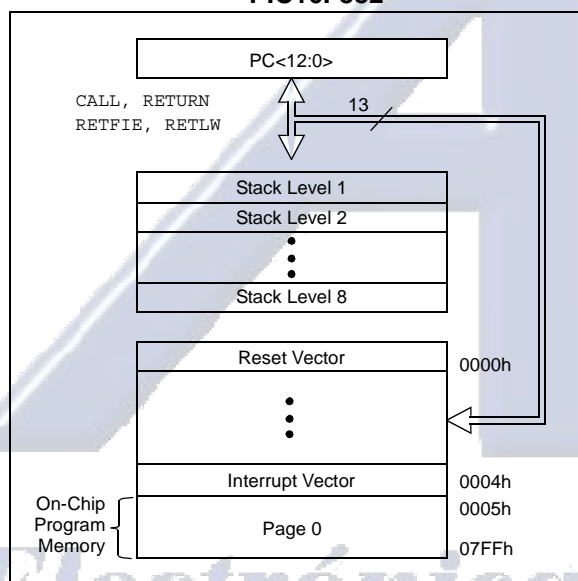 PC<12:0>
CALL, RETURN
RETFIE, RETLW
13
Stack Level 1
Stack Level 2
Stack Level 8
Reset Vector
0000h
Interrupt Vector
0004h
On-Chip
Program
Memory
0005h
Page 0
07FFh